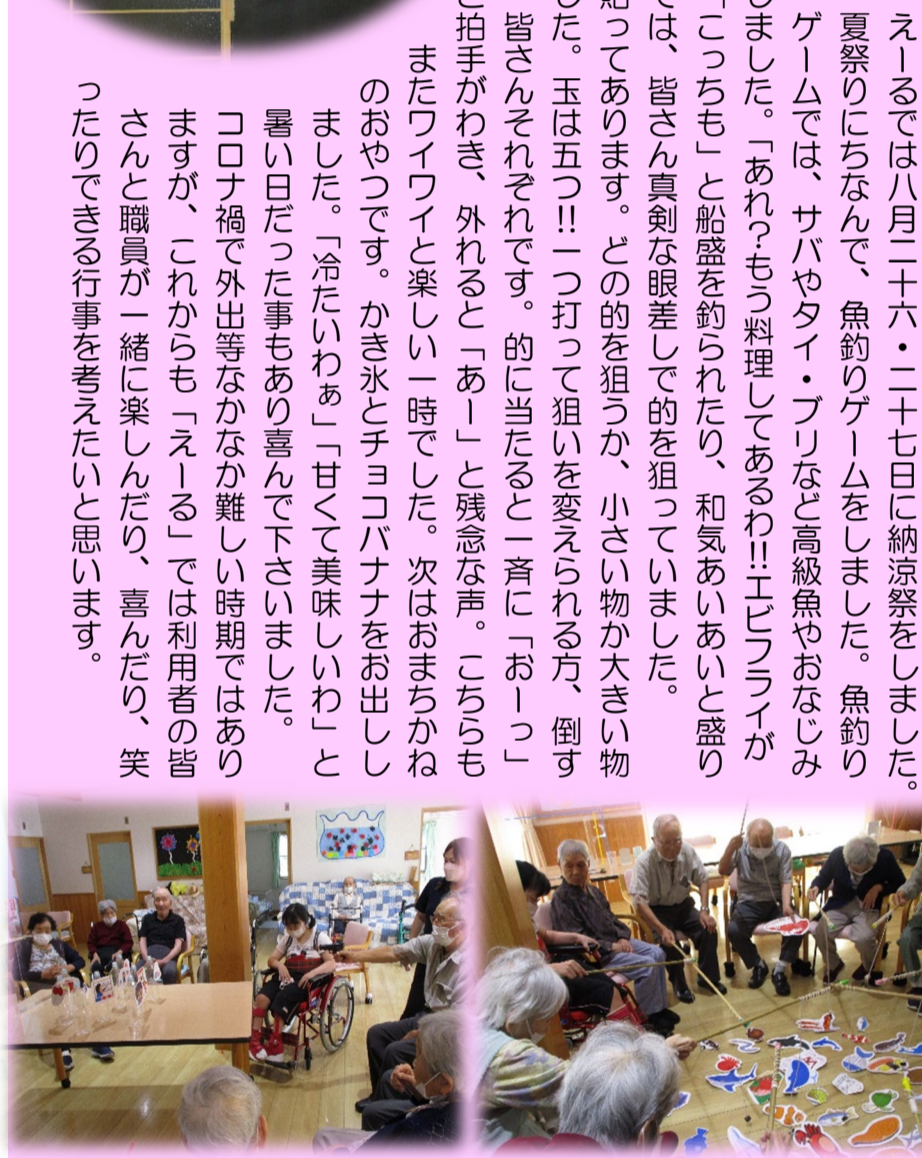 えーるでは八月二十六・二十七日に納涼祭をしました。
夏祭りにちなんで、魚釣りゲームをしました。魚釣り
ゲームでは、サバやタイ・ブリなど高級魚やおなじみ
しました。「あれ？もう料理してあるわ!!エビフライが
「こっちも」と船盛を釣られたり、和気あいあいと盛り
では、皆さん真剣な眼差しで的を狙っていました。
貼ってあります。どの的を狙うか、小さい物か大きい物
した。玉は五つ!!一つ打って狙いを変えられる方、倒す
皆さんそれぞれです。的に当たると一斉に「おーっ」
と拍手がわき、外れると「あー」と残念な声。こちらも
またワイワイと楽しい一時でした。次はおまちかね
のおやつです。かき氷とチョコバナナをお出しし
ました。「冷たいわぁ」「甘くて美味しいわ」と
暑い日だった事もあり喜んで下さいました。
コロナ禍で外出等なかなか難しい時期ではあり
ますが、これからも「えーる」では利用者の皆
さんと職員が一緒に楽しんだり、喜んだり、笑
ったりできる行事を考えたいと思います。